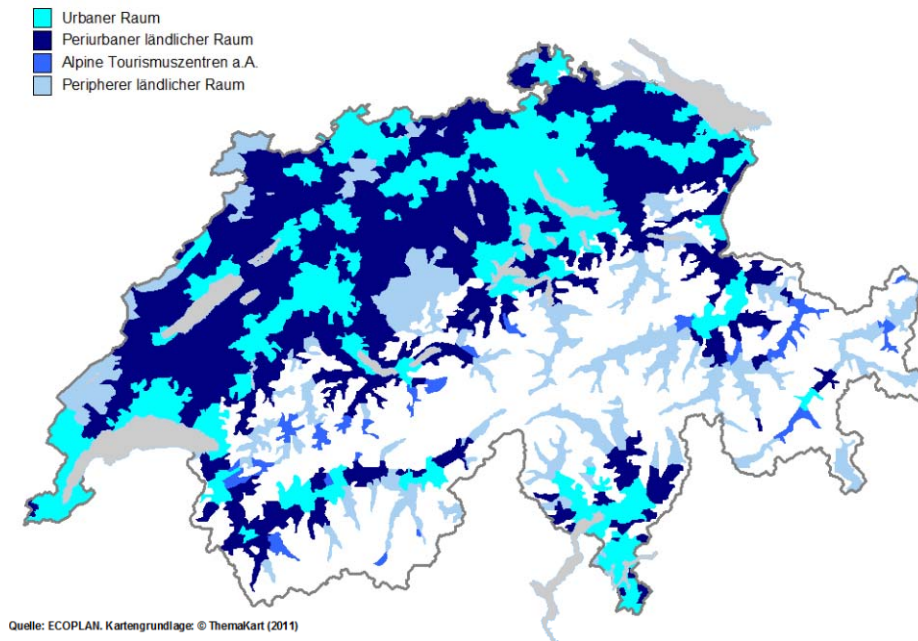 Urbaner Raum
Periurbaner ländlicher Raum
Alpine Tourismuszentren a.A.
Peripherer ländlicher Raum
Quelle: ECOPLAN. Kartengrundlage: © ThemaKart (2011)